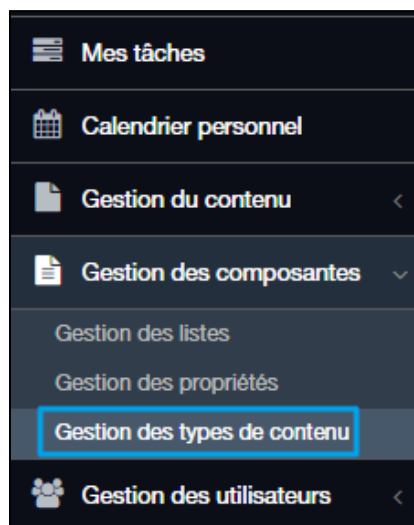 Mes tâches
Calendrier personnel
Gestion du contenu
Gestion des composantes
Gestion des listes
Gestion des propriétés
Gestion des types de contenu
Gestion des utilisateurs